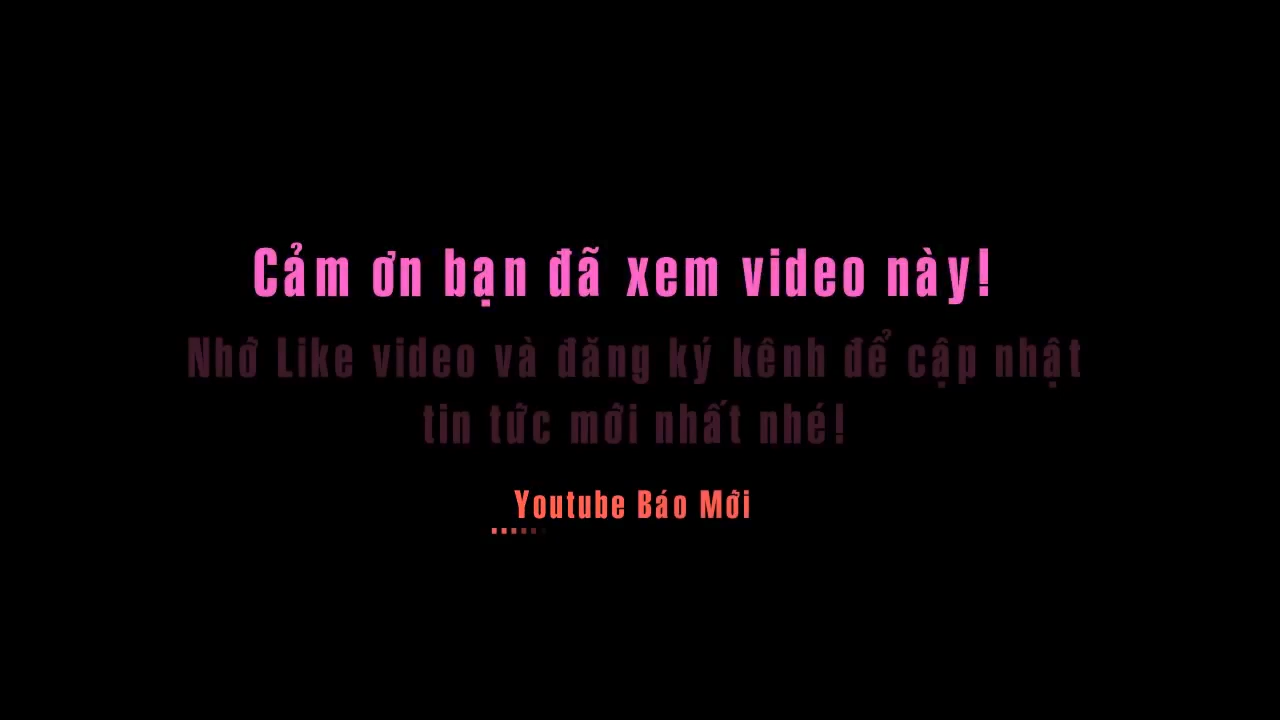 Cảm ơn bạn đã xem video này!
Nhớ Like video và đăng ký kênh để cập nhật
tin tức mới nhất nhé!
Youtube Báo Mới